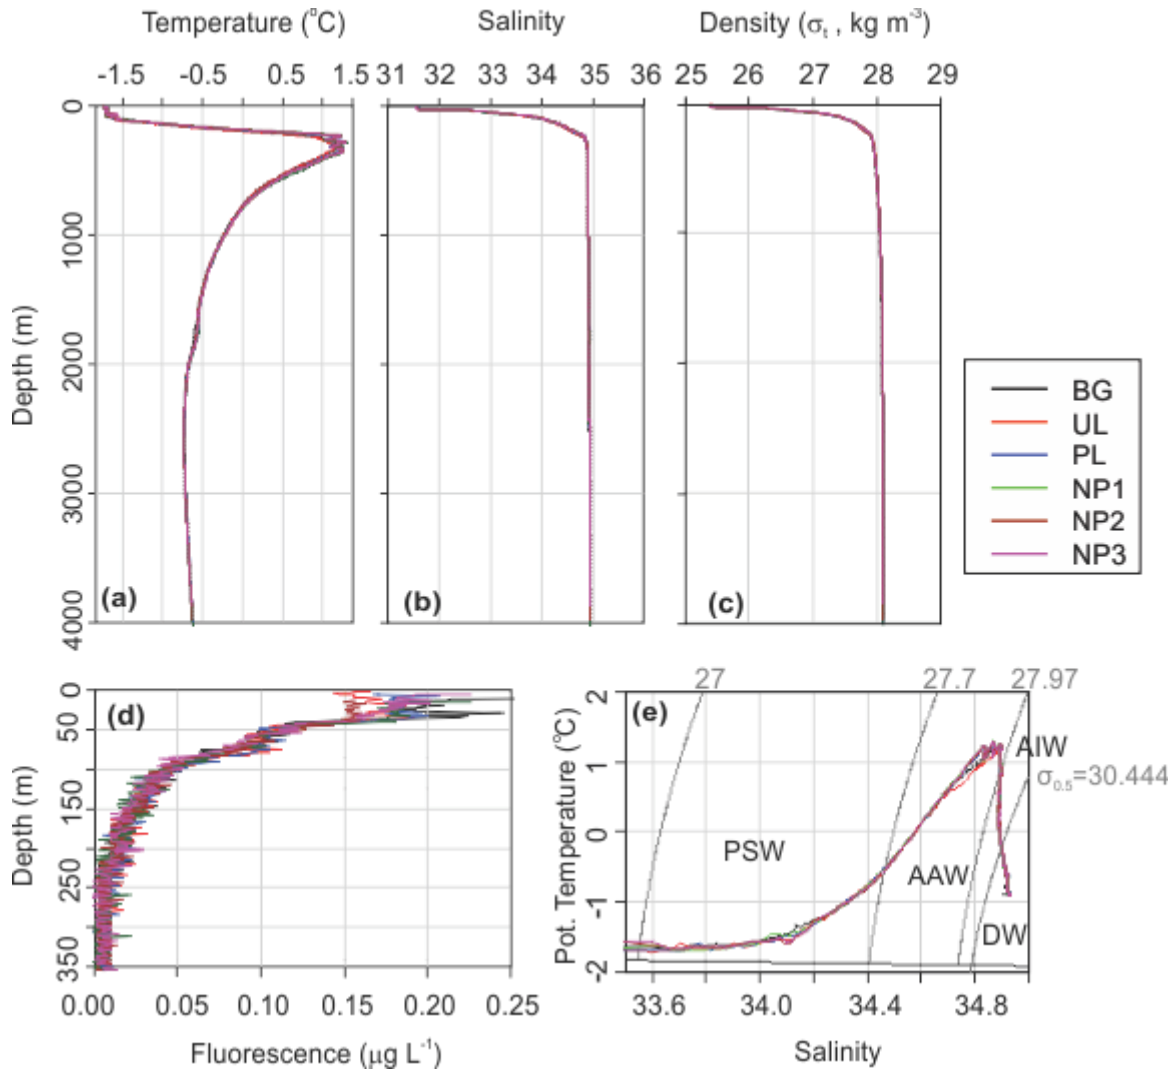 Temperature (°C) Salinity Density (σt , kg m-3)
-1.5 -0.5 0.5 1.5 31 32 33 34 35 36 25 26 27 28 29
0
1000
2000
3000
4000
Depth (m)
(a) (b) (c)
BG
UL
PL
NP1
NP2
NP3
0
50
150
250
350
Depth (m)
(d)
0.00 0.05 0.10 0.15 0.20 0.25
Fluorescence (μg L-1)
27 27.7 27.97
2
1
0
-1
-2
Pot. Temperature (°C)
(e)
AIW
σ0.5=30.444
PSW
AAW
DW
33.6 34.0 34.4 34.8
Salinity